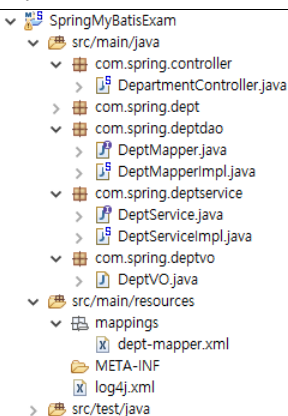 SpringMyBatisExam
src/main/java
com.spring.controller
DepartmentController.java
com.spring.dept
com.spring.deptdao
DeptMapper.java
DeptMapperImpl.java
com.spring.deptservice
DeptService.java
DeptServiceImpl.java
com.spring.deptvo
DeptVO.java
src/main/resources
mappings
dept-mapper.xml
META-INF
log4j.xml
src/test/java